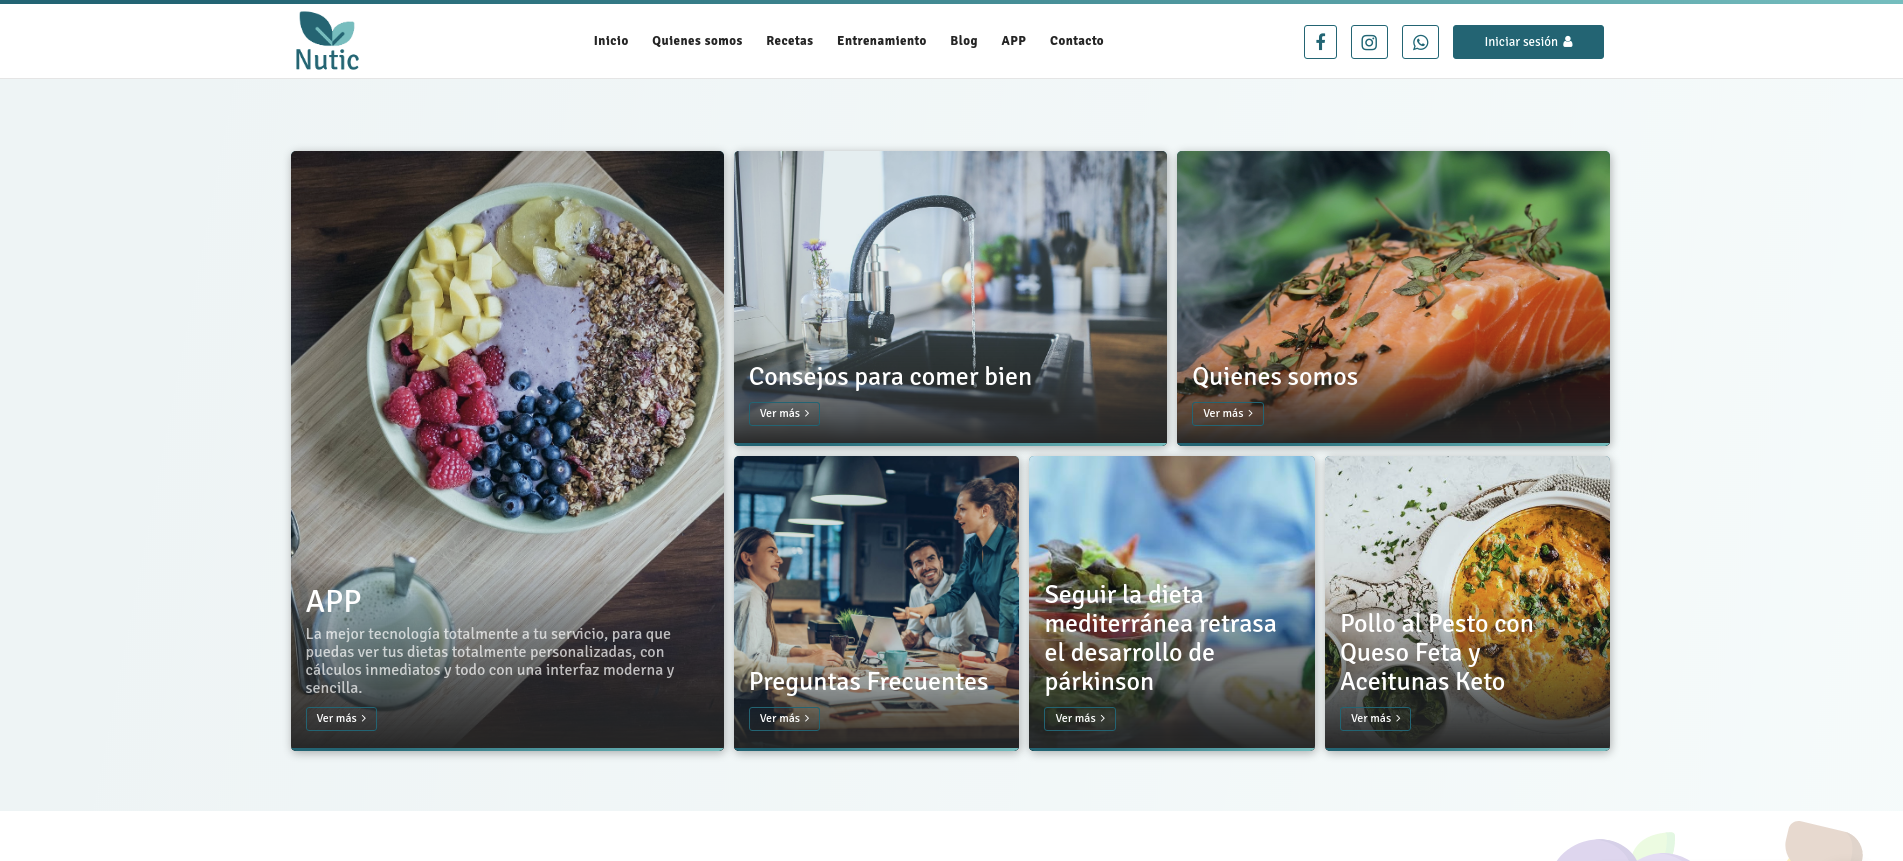 Nutic
Inicio
Quienes somos
Recetas
Entrenamiento
Blog
APP
Contacto
Iniciar sesión
APP
La mejor tecnología totalmente a tu servicio, para que
puedas ver tus dietas totalmente personalizadas, con
cálculos inmediatos y todo con una interfaz moderna y
sencilla.
Ver más
Consejos para comer bien
Ver más
Quienes somos
Ver más
Preguntas Frecuentes
Ver más
Seguir la dieta
mediterránea retrasa
el desarrollo de
párkinson
Ver más
Pollo al Pesto con
Queso Feta y
Aceitunas Keto
Ver más